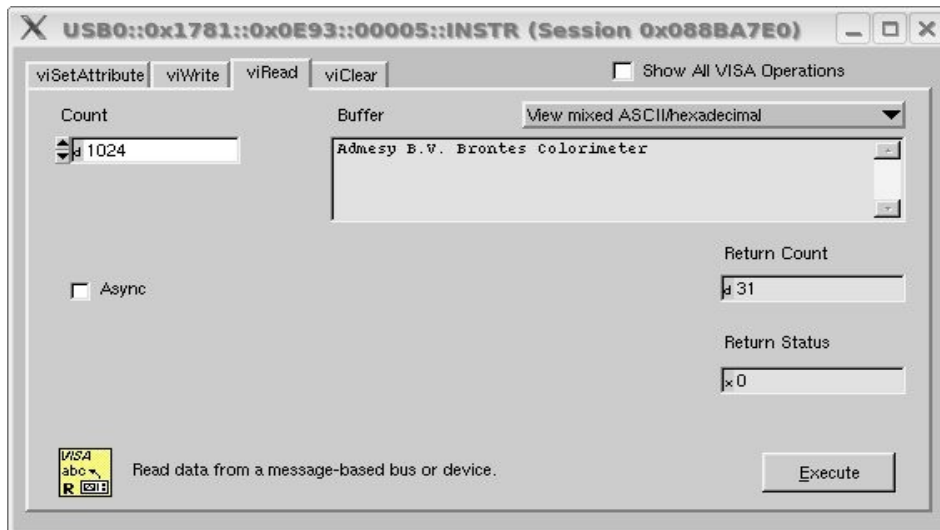 USB0::0x1781::0x0E93::00005::INSTR (Session 0x088BA7E0)
viSetAttribute viWrite viRead viClear
Show All VISA Operations
Count
Buffer
View mixed ASCII/hexadecimal
d 1024
Admesy B.V. Brontes Colorimeter
Return Count
d 31
Async
Return Status
x 0
VISA
abc
R
Read data from a message-based bus or device.
Execute